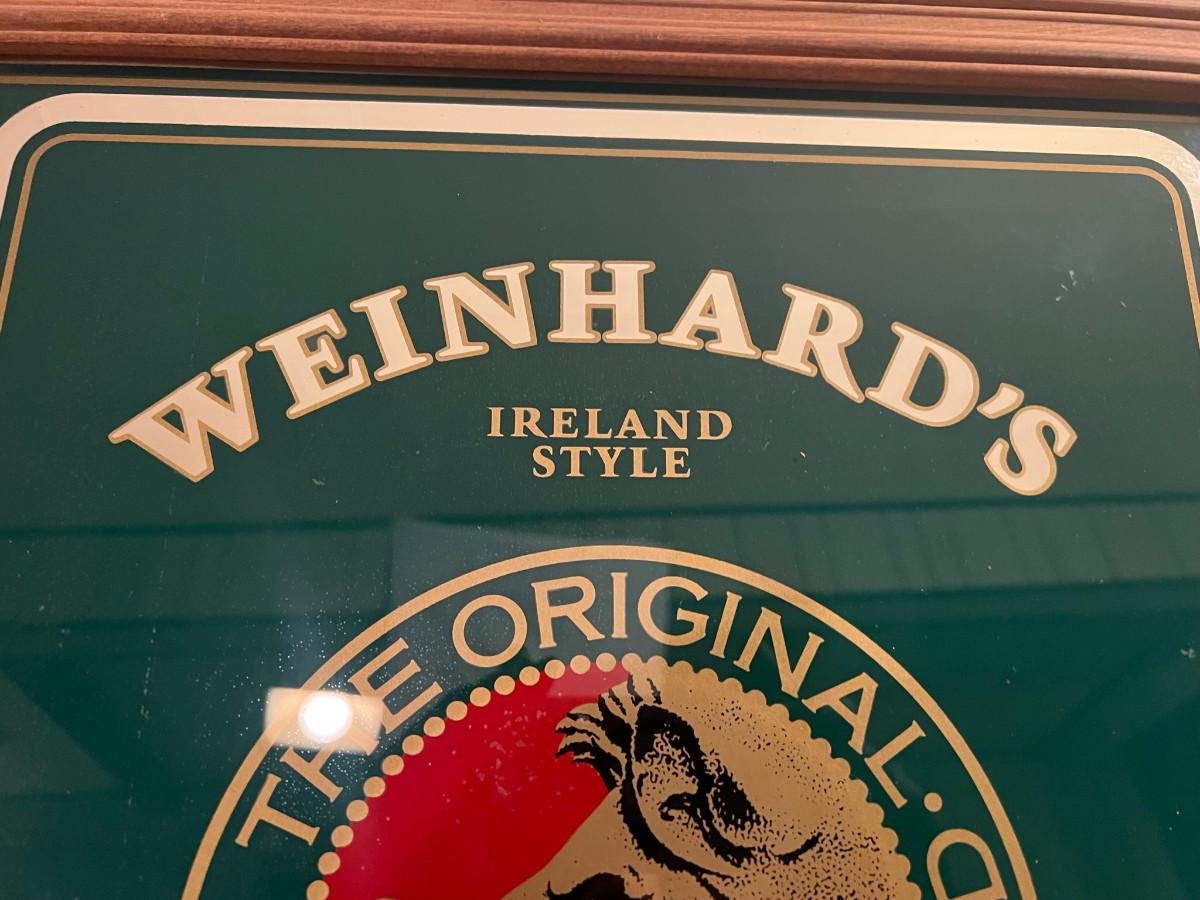 WEINHARD'S
IRELAND
STYLE
THE ORIGINAL.